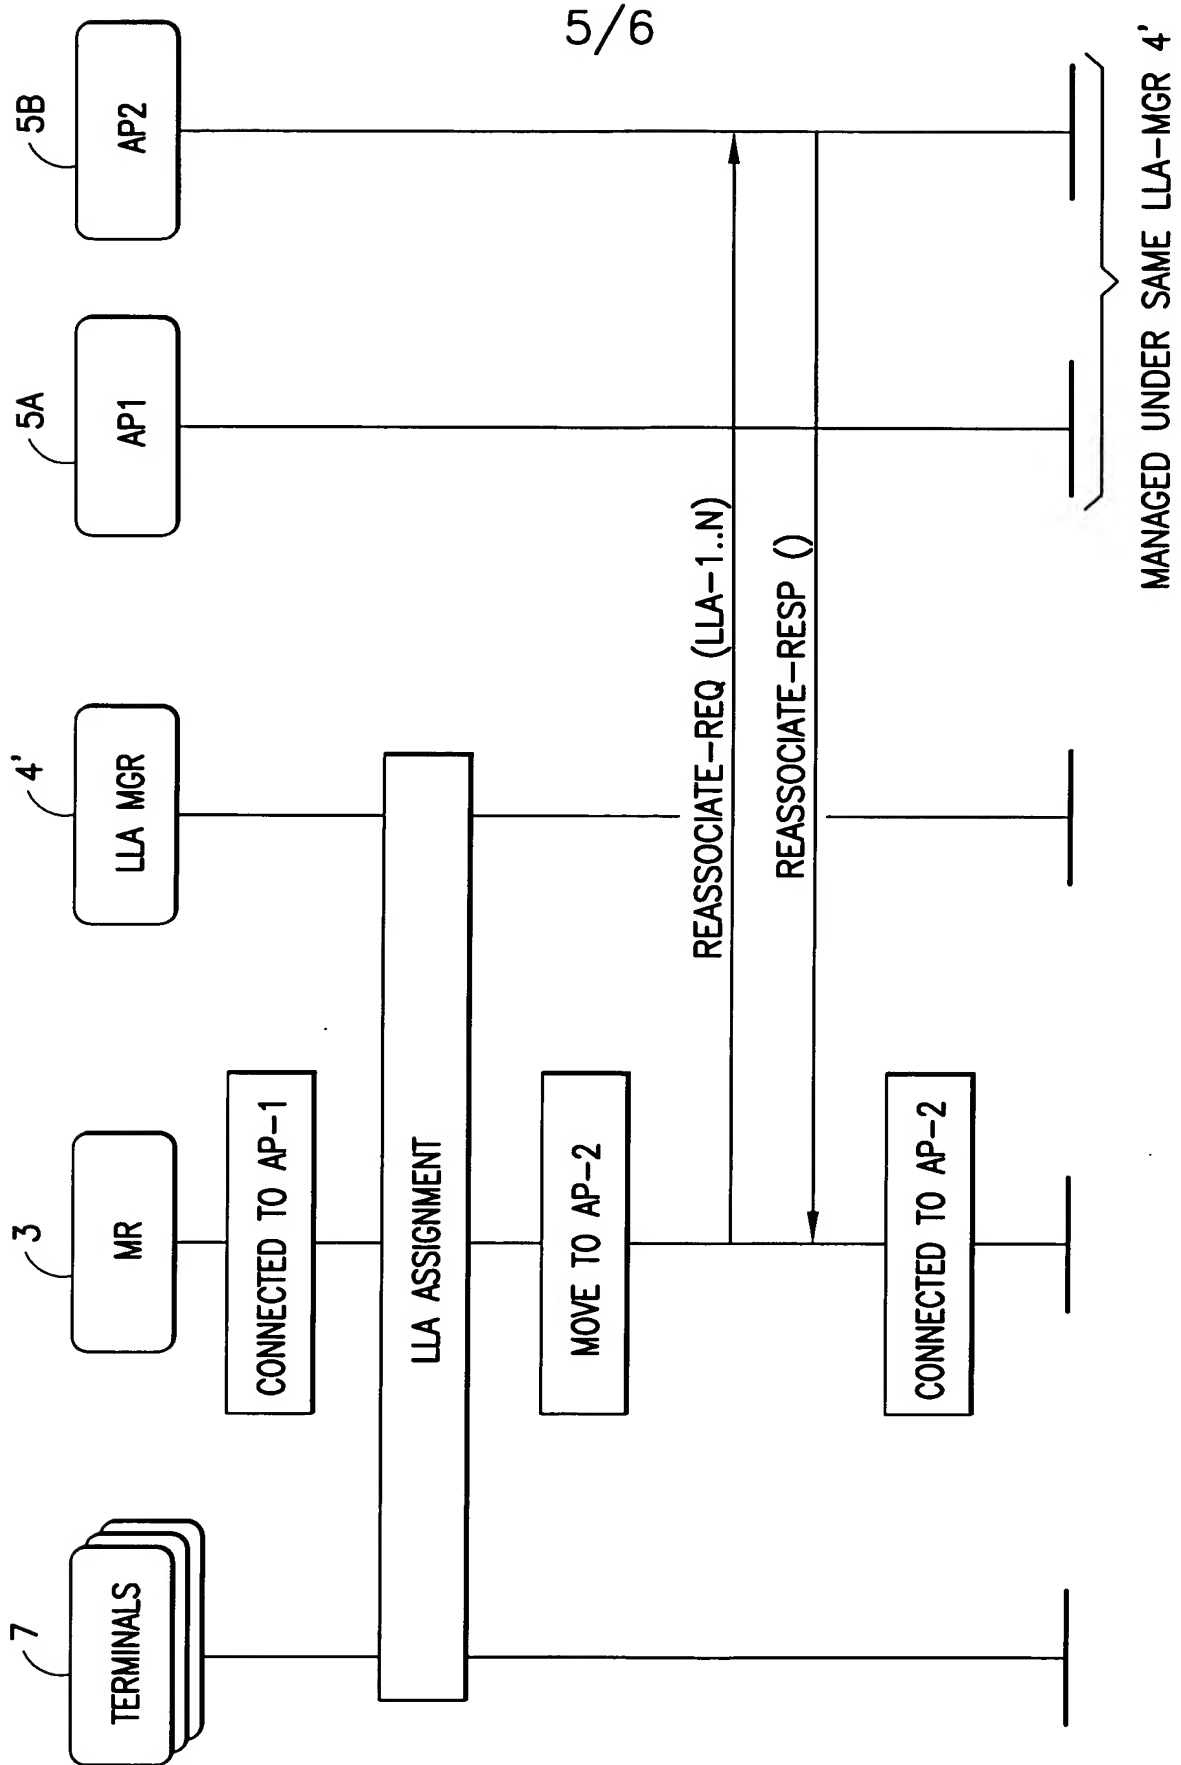 5/6
7
TERMINALS
3
MR
4'
LLA MGR
5A
AP1
5B
AP2
CONNECTED TO AP-1
LLA ASSIGNMENT
MOVE TO AP-2
REASSOCIATE-REQ (LLA-1..N)
REASSOCIATE-RESP ()
CONNECTED TO AP-2
MANAGED UNDER SAME LLA-MGR 4'